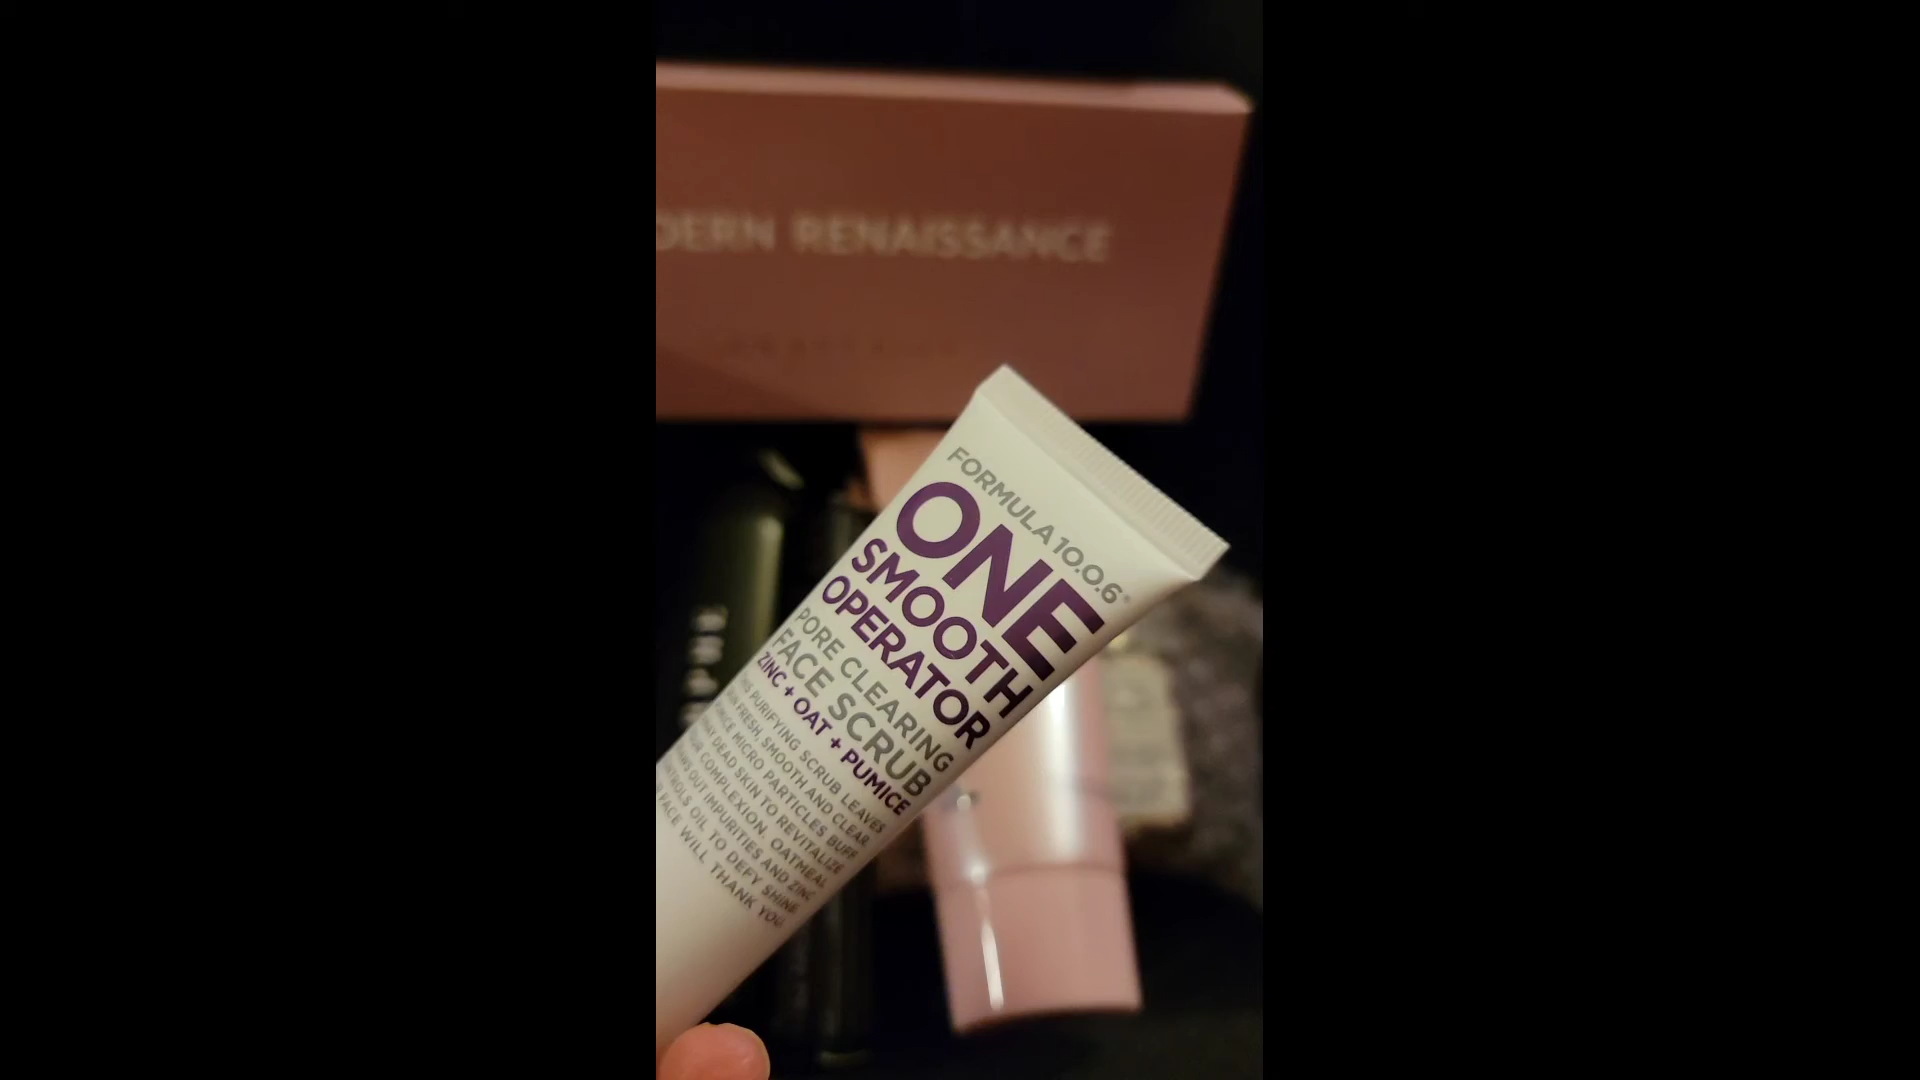 DERN RENAISSANCE
FORMULA 10.0.6
ONE
SMOOTH
OPERATOR
PORE CLEARING
FACE SCRUB
ZINC + OAT + PUMICE
PURIFYING SCRUB LEAVES
FRESH, SMOOTH AND CLEAR.
MICRO PARTICLES BUFF
DEAD SKIN TO REVITALIZE
COMPLEXION. OATMEAL
OUT IMPURITIES AND ZINC
OIL TO DEFY SHINE.
FACE WILL THANK YOU